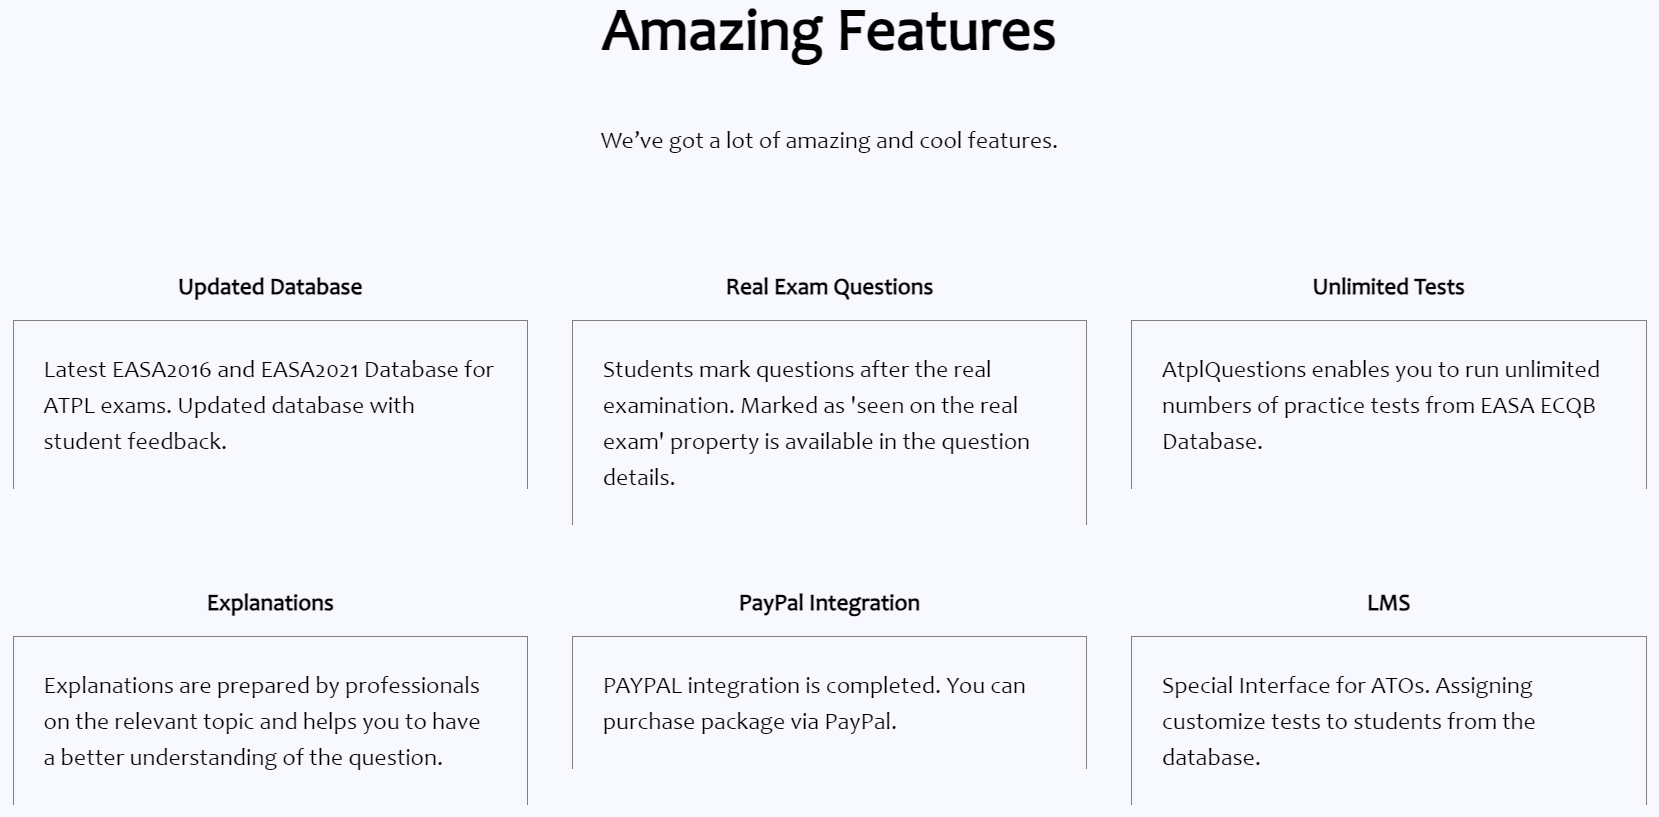 Amazing Features
We’ve got a lot of amazing and cool features.
Updated Database
Latest EASA2016 and EASA2021 Database for
ATPL exams. Updated database with
student feedback.
Real Exam Questions
Students mark questions after the real
examination. Marked as 'seen on the real
exam' property is available in the question
details.
Unlimited Tests
AtplQuestions enables you to run unlimited
numbers of practice tests from EASA ECQB
Database.
Explanations
Explanations are prepared by professionals
on the relevant topic and helps you to have
a better understanding of the question.
PayPal Integration
PAYPAL integration is completed. You can
purchase package via PayPal.
LMS
Special Interface for ATOs. Assigning
customize tests to students from the
database.